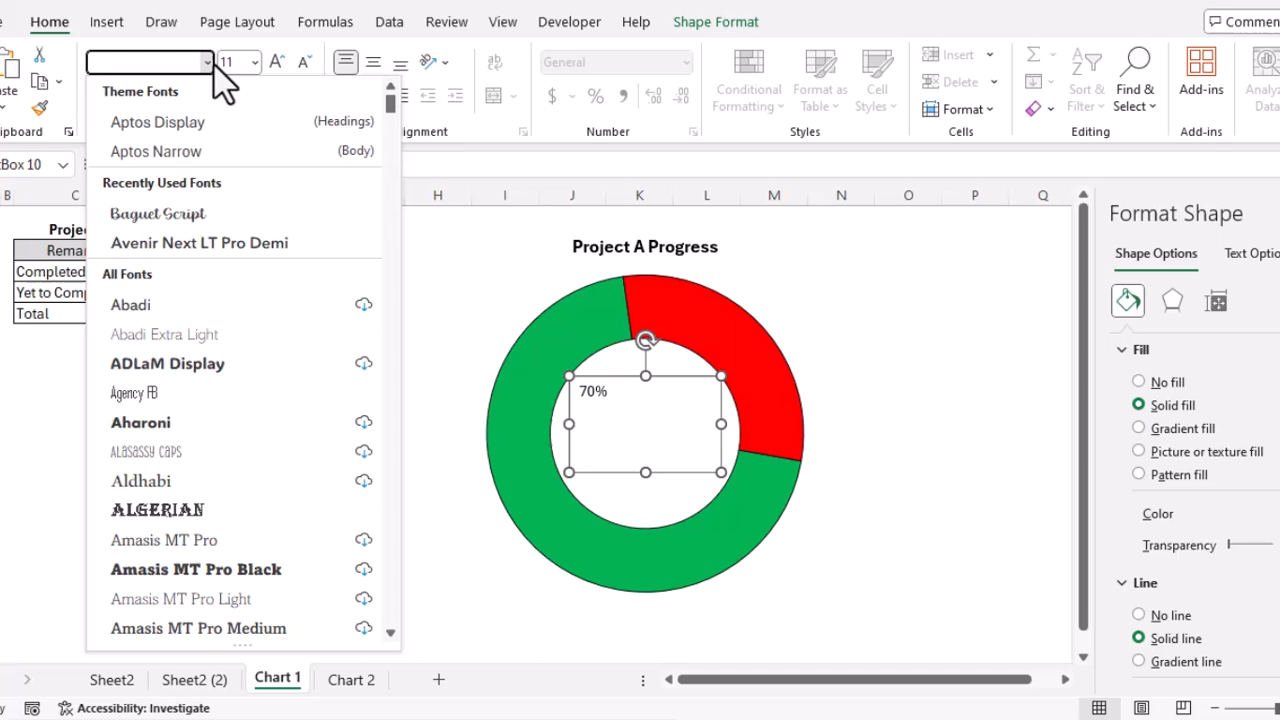 Home Insert Draw Page Layout Formulas Data Review View Developer Help Shape Format Commen
11
General
Conditional Formatting
Format as Table
Cell Styles
Insert
Delete
Format
Sort & Filter
Find & Select
Add-ins
Analyz
Dat
aste
ipboard
gnment
Number
Styles
Cells
Editing
Add-ins
tBox 10
Theme Fonts
Aptos Display (Headings)
Aptos Narrow (Body)
Recently Used Fonts
Baguet Script
Avenir Next LT Pro Demi
All Fonts
Abadi
Abadi Extra Light
ADLaM Display
Agency FB
Aharoni
ALASASSY CAPS
Aldhabi
ALGERIAN
Amasis MT Pro
Amasis MT Pro Black
Amasis MT Pro Light
Amasis MT Pro Medium
B C H I J K L M N O P Q
Projec
Remar
Completed
Yet to Comp
Total
Project A Progress
70%
Format Shape
Shape Options Text Optio
Fill
No fill
Solid fill
Gradient fill
Picture or texture fill
Pattern fill
Color
Transparency
Line
No line
Solid line
Gradient line
Sheet2 Sheet2 (2) Chart 1 Chart 2
y Accessibility: Investigate